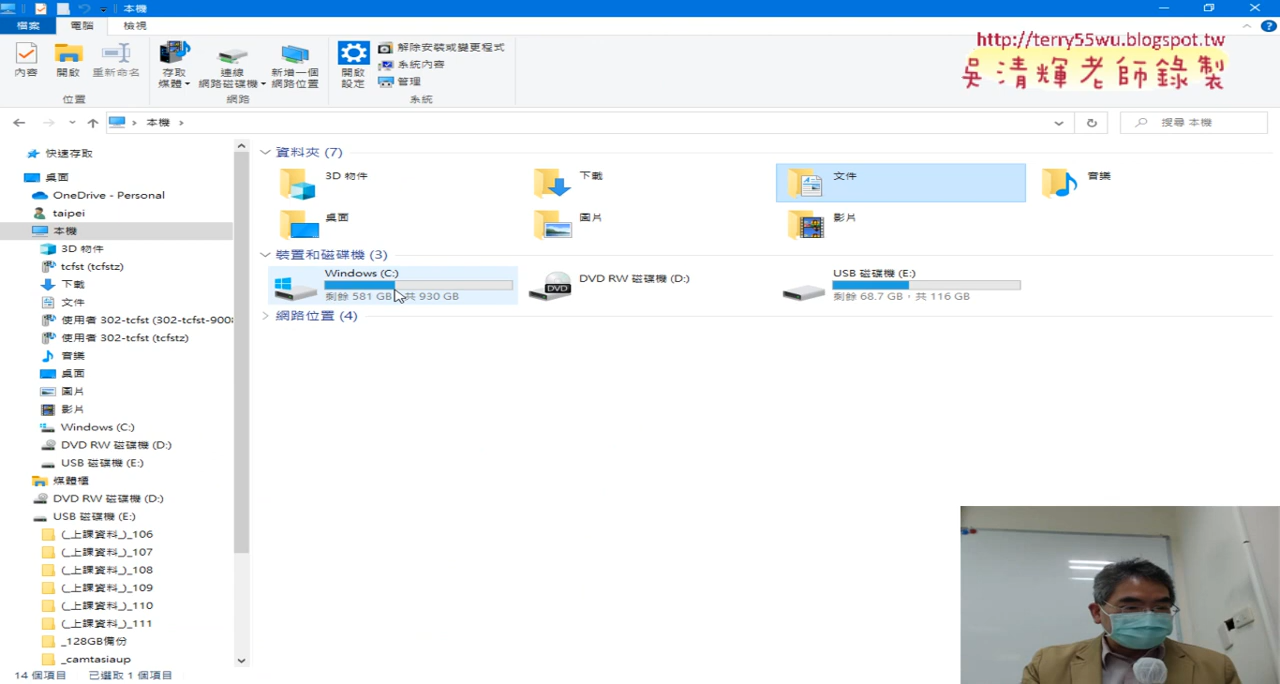 本機
檔案 電腦 檢視
內容 開啟 重新命名 存取媒體 連線網路磁碟機 新增一個網路位置 開啟設定 解除安裝或變更程式
系統內容
管理
位置 網路 系統
http://terry55wu.blogspot.tw
吳清輝老師錄製
本機
搜尋 本機
快速存取
桌面
OneDrive - Personal
taipei
本機
3D 物件
tcfst (tcfstz)
下載
文件
使用者 302-tcfst (302-tcfst-900
使用者 302-tcfst (tcfstz)
音樂
桌面
圖片
影片
Windows (C:)
DVD RW 磁碟機 (D:)
USB 磁碟機 (E:)
媒體櫃
DVD RW 磁碟機 (D:)
USB 磁碟機 (E:)
(_上課資料_)_106
(_上課資料_)_107
(_上課資料_)_108
(_上課資料_)_109
(_上課資料_)_110
(_上課資料_)_111
_128GB備份
_camtasiaup
資料夾 (7)
3D 物件 下載 文件 音樂
桌面 圖片 影片
裝置和磁碟機 (3)
Windows (C:) DVD RW 磁碟機 (D:) USB 磁碟機 (E:)
剩餘 581 GB 共 930 GB 剩餘 68.7 GB,共 116 GB
網路位置 (4)
14 個項目 已選取 1 個項目